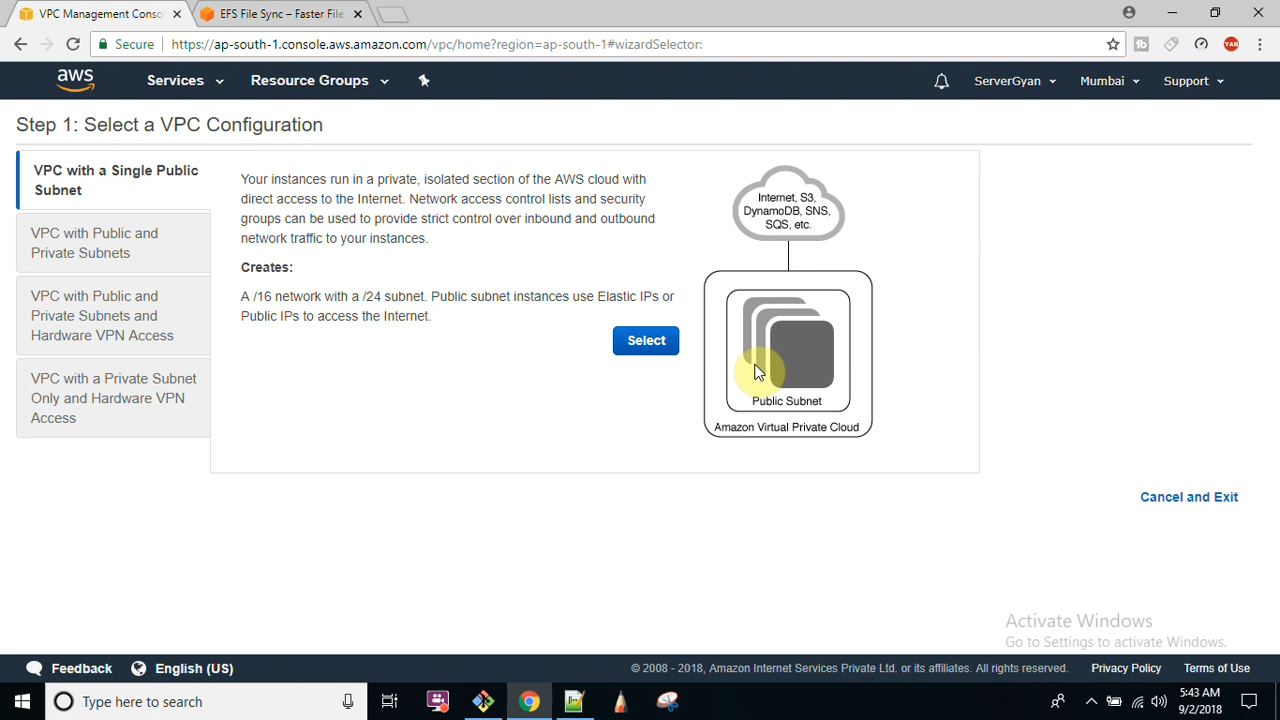 VPC Management Conso
EFS File Sync – Faster File
Secure
https://ap-south-1.console.aws.amazon.com/vpc/home?region=ap-south-1#wizardSelector:
tb
YAB
aws
Services
Resource Groups
ServerGyan
Mumbai
Support
Step 1: Select a VPC Configuration
VPC with a Single Public
Subnet
VPC with Public and
Private Subnets
VPC with Public and
Private Subnets and
Hardware VPN Access
VPC with a Private Subnet
Only and Hardware VPN
Access
Your instances run in a private, isolated section of the AWS cloud with
direct access to the Internet. Network access control lists and security
groups can be used to provide strict control over inbound and outbound
network traffic to your instances.
Creates:
A /16 network with a /24 subnet. Public subnet instances use Elastic IPs or
Public IPs to access the Internet.
Select
Internet, S3,
DynamoDB, SNS,
SQS, etc.
Public Subnet
Amazon Virtual Private Cloud
Cancel and Exit
Activate Windows
Go to Settings to activate Windows.
Feedback
English (US)
© 2008 - 2018, Amazon Internet Services Private Ltd. or its affiliates. All rights reserved.
Privacy Policy
Terms of Use
Type here to search
5:43 AM
9/2/2018